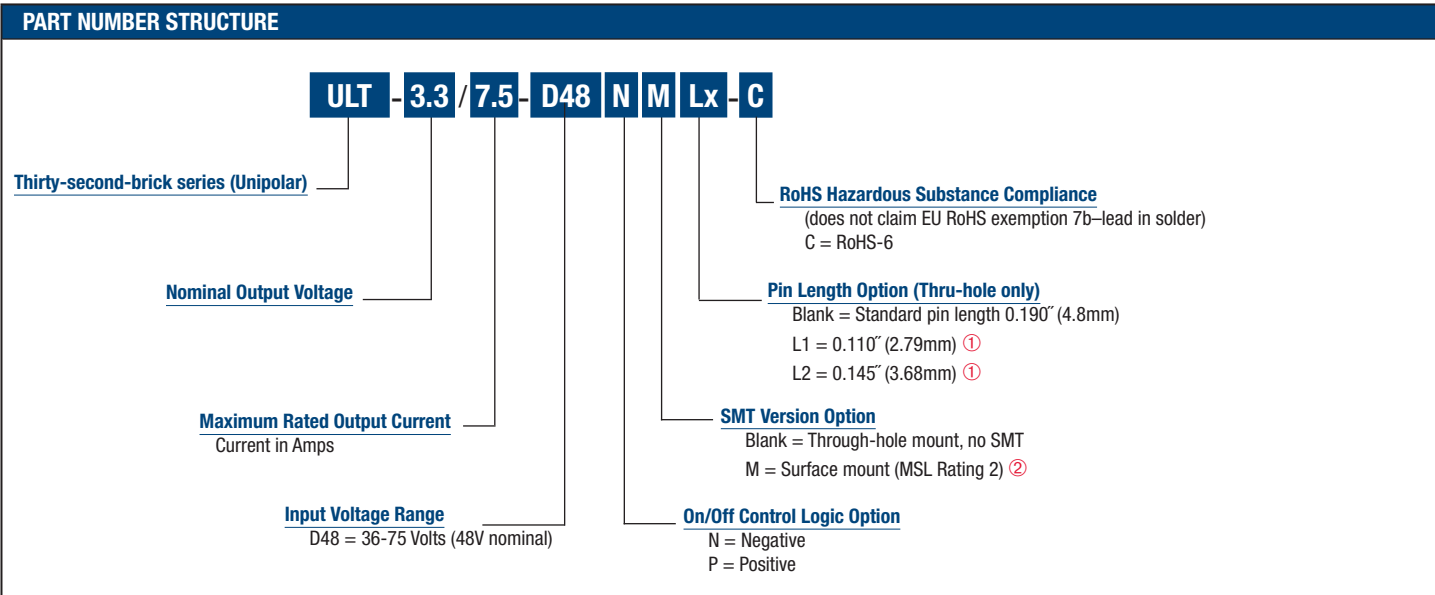 PART NUMBER STRUCTURE
ULT - 3.3 / 7.5 - D48 N M Lx - C
Thirty-second-brick series (Unipolar)
RoHS Hazardous Substance Compliance
(does not claim EU RoHS exemption 7b–lead in solder)
C = RoHS-6
Nominal Output Voltage
Pin Length Option (Thru-hole only)
Blank = Standard pin length 0.190˝ (4.8mm)
L1 = 0.110˝ (2.79mm) ①
L2 = 0.145˝ (3.68mm) ①
Maximum Rated Output Current
Current in Amps
SMT Version Option
Blank = Through-hole mount, no SMT
M = Surface mount (MSL Rating 2) ②
Input Voltage Range
D48 = 36-75 Volts (48V nominal)
On/Off Control Logic Option
N = Negative
P = Positive